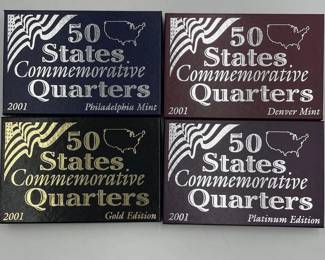 50
States
Commemorative
Quarters
2001 Philadelphia Mint
50
States
Commemorative
Quarters
2001 Denver Mint
50
States
Commemorative
Quarters
2001 Gold Edition
50
States
Commemorative
Quarters
2001 Platinum Edition